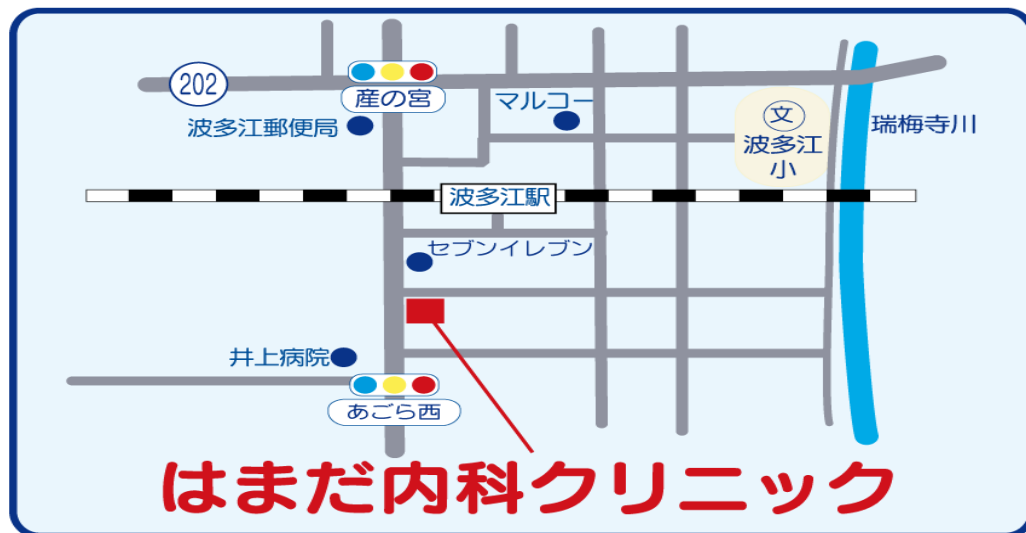 202
産の宮
マルコー
波多江郵便局
文
波多江
小
瑞梅寺川
波多江駅
セブンイレブン
井上病院
あごら西
はまだ内科クリニック